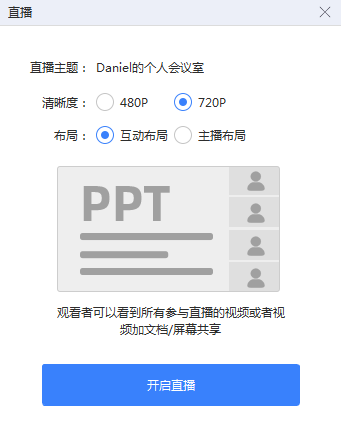 直播
直播主题： Daniel的个人会议室
清晰度： 480P 720P
布局： 互动布局 主播布局
PPT
观看者可以看到所有参与直播的视频或者视
频加文档/屏幕共享
开启直播